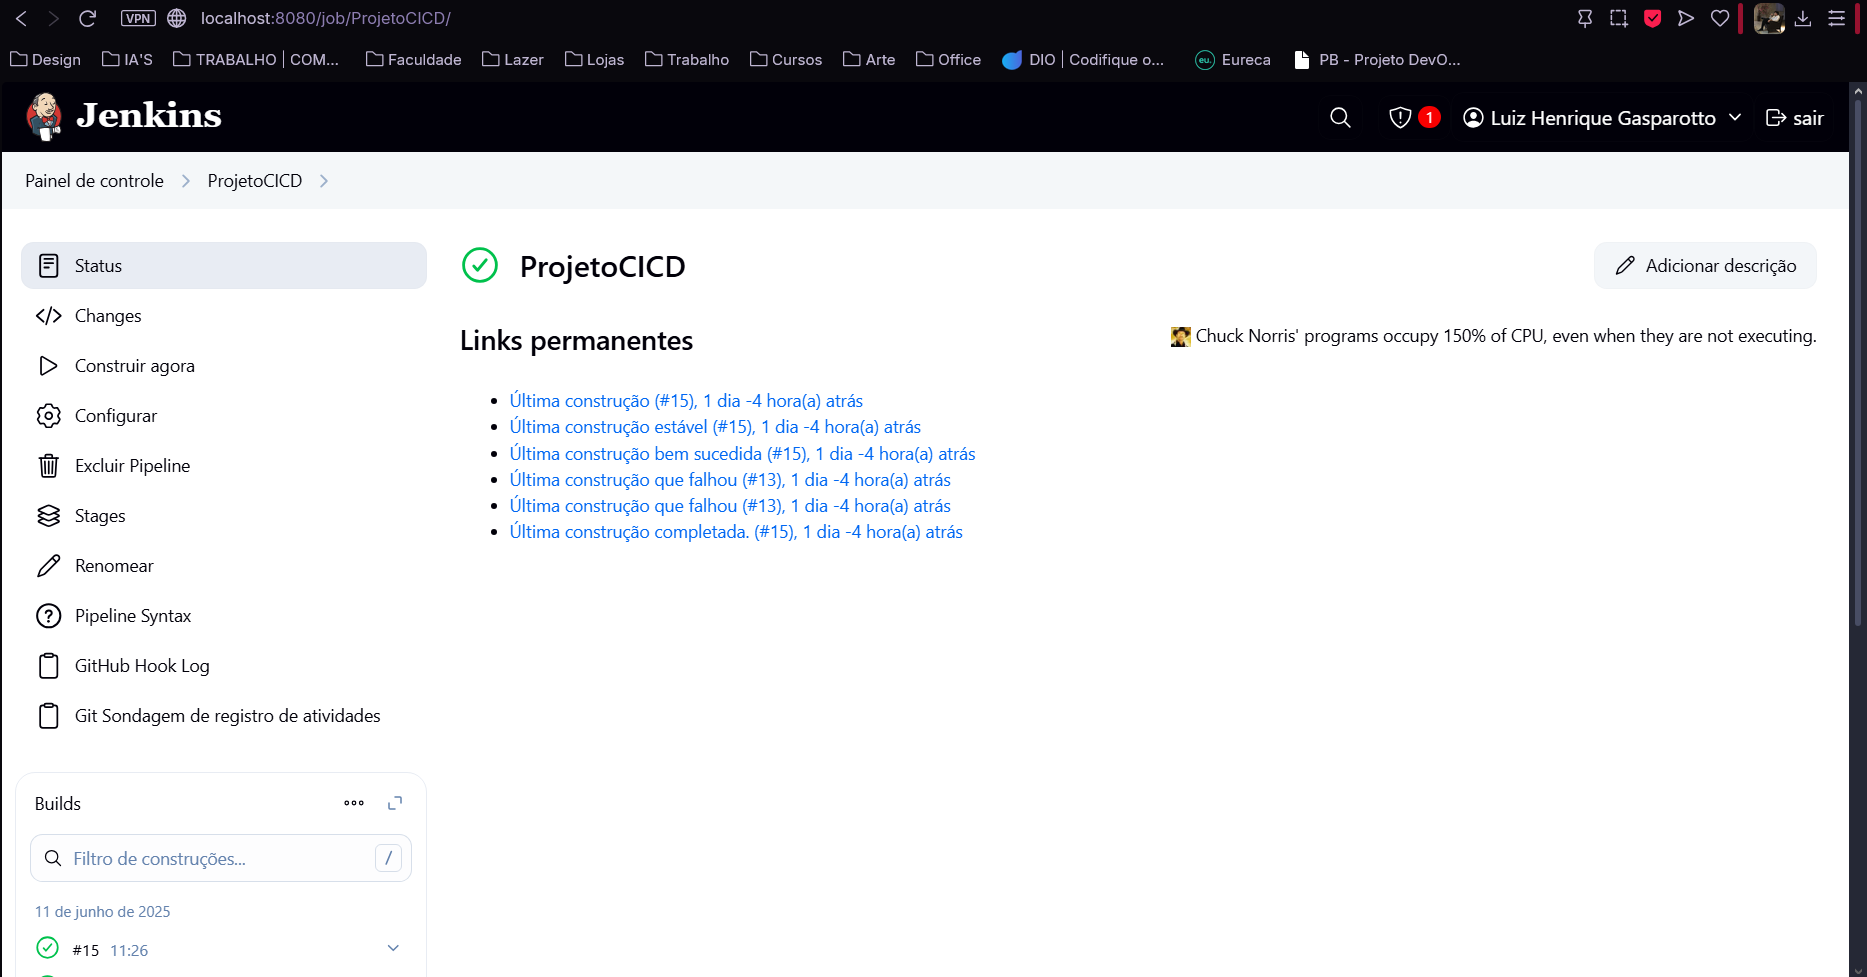 VPN localhost:8080/job/ProjetoCICD/
Design IA'S TRABALHO | COM... Faculdade Lazer Lojas Trabalho Cursos Arte Office DIO | Codifique o... eu. Eureca PB - Projeto DevO...
Jenkins 1 Luiz Henrique Gasparotto sair
Painel de controle ProjetoCICD
Status
Changes
Construir agora
Configurar
Excluir Pipeline
Stages
Renomear
Pipeline Syntax
GitHub Hook Log
Git Sondagem de registro de atividades
Builds
Filtro de construções... /
11 de junho de 2025
#15 11:26
ProjetoCICD
Adicionar descrição
Links permanentes
Chuck Norris' programs occupy 150% of CPU, even when they are not executing.
Última construção (#15), 1 dia -4 hora(a) atrás
Última construção estável (#15), 1 dia -4 hora(a) atrás
Última construção bem sucedida (#15), 1 dia -4 hora(a) atrás
Última construção que falhou (#13), 1 dia -4 hora(a) atrás
Última construção que falhou (#13), 1 dia -4 hora(a) atrás
Última construção completada. (#15), 1 dia -4 hora(a) atrás